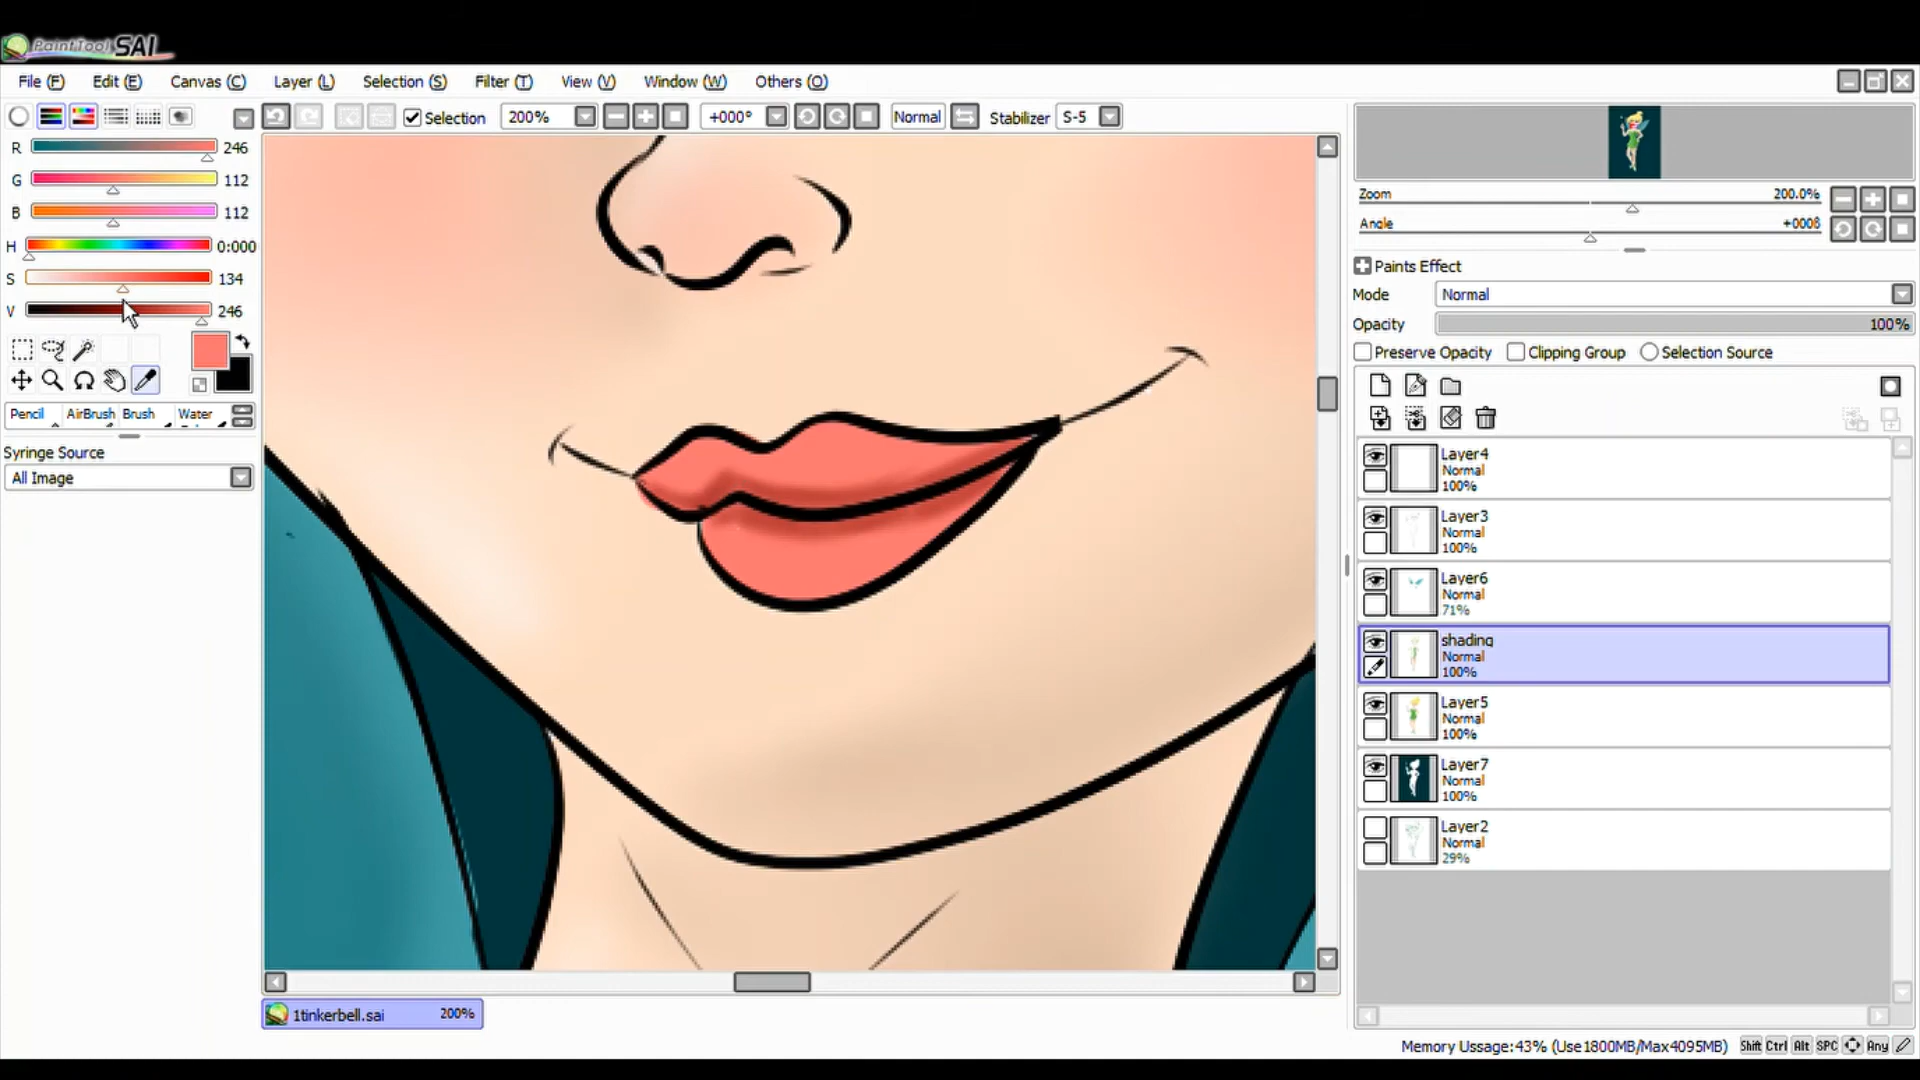 PaintTool SAI
File (F) Edit (E) Canvas (C) Layer (L) Selection (S) Filter (T) View (V) Window (W) Others (O)
Selection 200% +000° Normal Stabilizer S-5
R 246
G 112
B 112
H 0:000
S 134
V 246
Pencil AirBrush Brush Water
Syringe Source
All Image
1tinkerbell.sai 200%
Zoom 200.0%
Angle +000ß
Paints Effect
Mode Normal
Opacity 100%
Preserve Opacity Clipping Group Selection Source
Layer4
Normal
100%
Layer3
Normal
100%
Layer6
Normal
71%
shading
Normal
100%
Layer5
Normal
100%
Layer7
Normal
100%
Layer2
Normal
29%
Memory Ussage:43% (Use1800MB/Max4095MB) Shift Ctrl Alt SPC Any